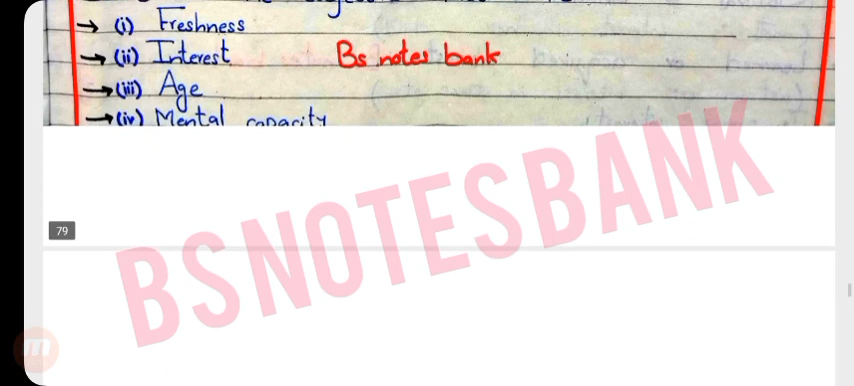 → (i) Freshness
→ (ii) Interest Bs notes bank
→ (iii) Age
→ (iv) Mental capacity
BSNOTESBANK
79
m